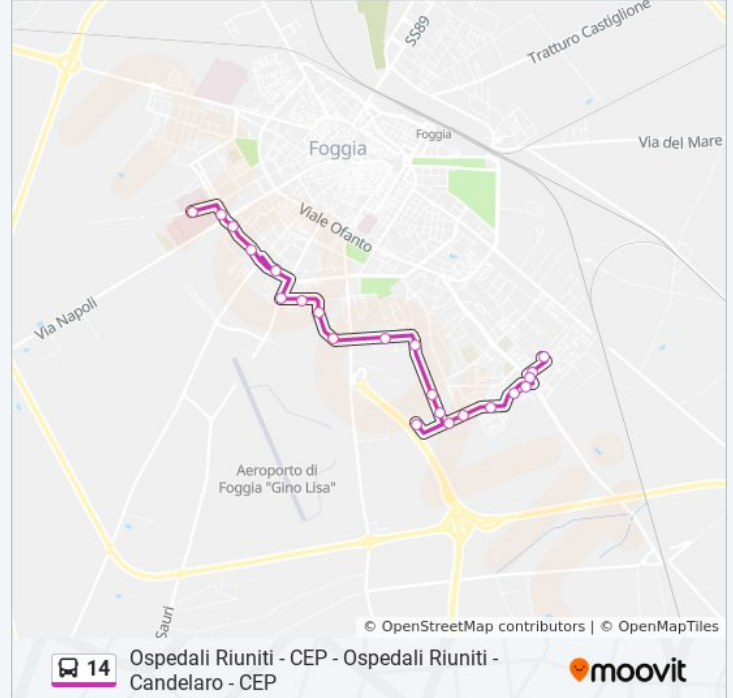 SS89
Tratturo Castiglione
Foggia
Foggia
Via del Mare
Viale Ofanto
Via Napoli
Aeroporto di
Foggia "Gino Lisa"
Sauri
© OpenStreetMap contributors | © OpenMapTiles
14
Ospedali Riuniti - CEP - Ospedali Riuniti -
Candelaro - CEP
moovit